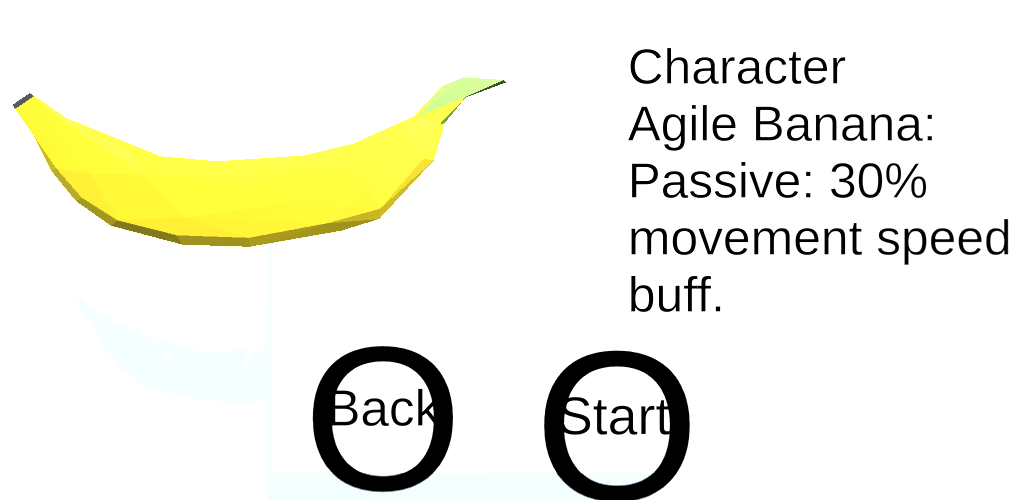 Character
Agile Banana:
Passive: 30%
movement speed
buff.
Back
Start